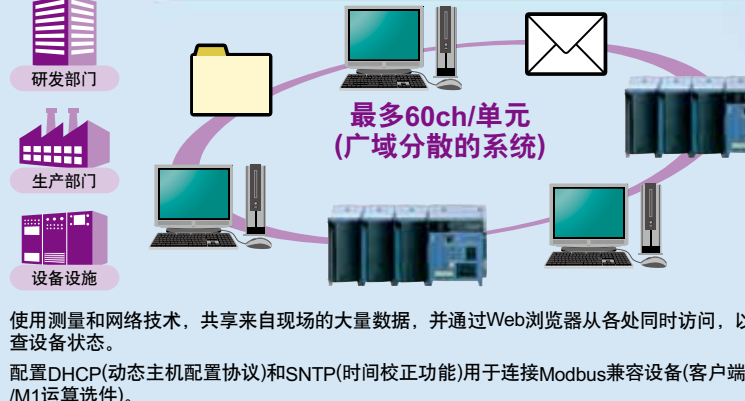 研发部门
最多60ch/单元
(广域分散的系统)
生产部门
设备设施
使用测量和网络技术，共享来自现场的大量数据，并通过Web浏览器从各处同时访问，以
查设备状态。
配置DHCP(动态主机配置协议)和SNTP(时间校正功能)用于连接Modbus兼容设备(客户端
/M1运算选件)。